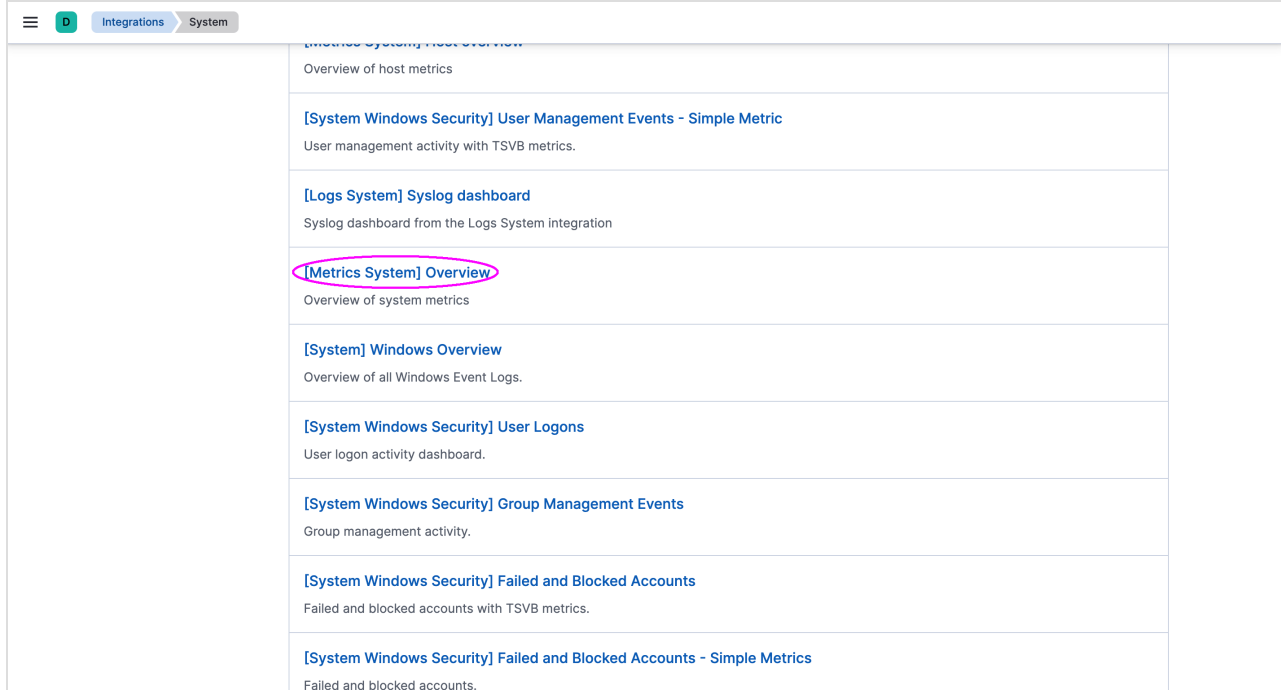 D Integrations System
[Metrics System] Host overview
Overview of host metrics
[System Windows Security] User Management Events - Simple Metric
User management activity with TSVB metrics.
[Logs System] Syslog dashboard
Syslog dashboard from the Logs System integration
[Metrics System] Overview
Overview of system metrics
[System] Windows Overview
Overview of all Windows Event Logs.
[System Windows Security] User Logons
User logon activity dashboard.
[System Windows Security] Group Management Events
Group management activity.
[System Windows Security] Failed and Blocked Accounts
Failed and blocked accounts with TSVB metrics.
[System Windows Security] Failed and Blocked Accounts - Simple Metrics
Failed and blocked accounts.